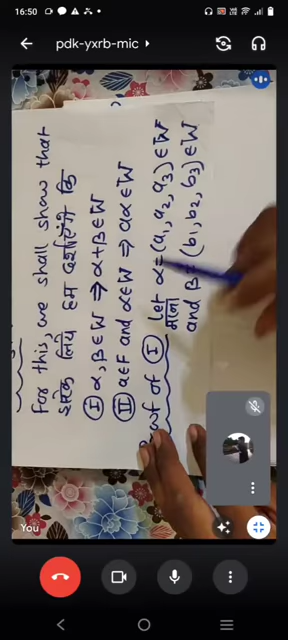 16:50
pdk-yxrb-mic
For this, we shall show that
इसके लिये हम दर्शाएंगे कि
I α, β ∈ W ⇒ α+β ∈ W
II a∈F and α∈W ⇒ aα∈W
of I let α=(a1, a2, a3) ∈ W
माना
and β= (b1, b2, b3) ∈ W
You